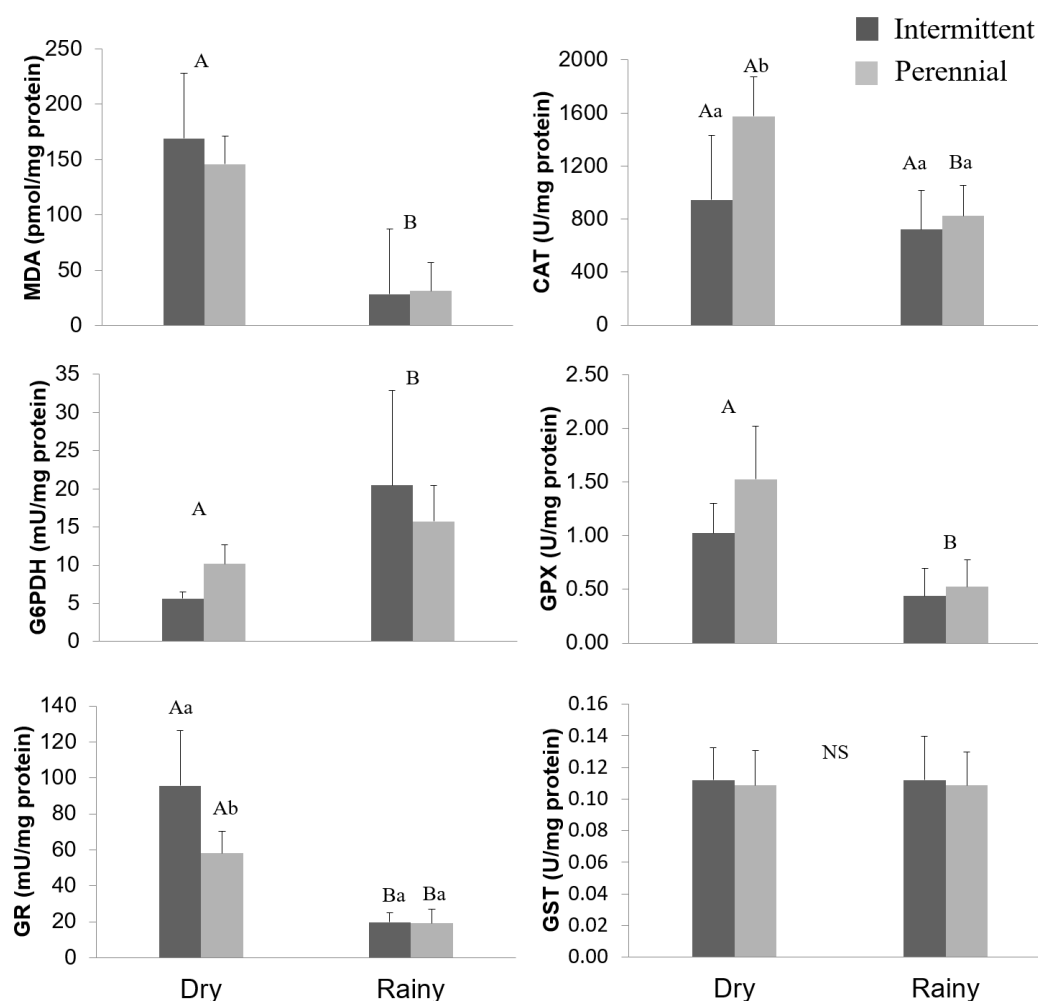 Intermittent
Perennial
MDA (pmol/mg protein)
250
200
150
100
50
0
A
B
CAT (U/mg protein)
2000
1600
1200
800
400
0
Aa
Ab
Aa
Ba
G6PDH (mU/mg protein)
35
30
25
20
15
10
5
0
A
B
GPX (U/mg protein)
2.50
2.00
1.50
1.00
0.50
0.00
A
B
GR (mU/mg protein)
140
120
100
80
60
40
20
0
Aa
Ab
Ba
Ba
Dry
Rainy
GST (U/mg protein)
0.16
0.14
0.12
0.10
0.08
0.06
0.04
0.02
0.00
NS
Dry
Rainy